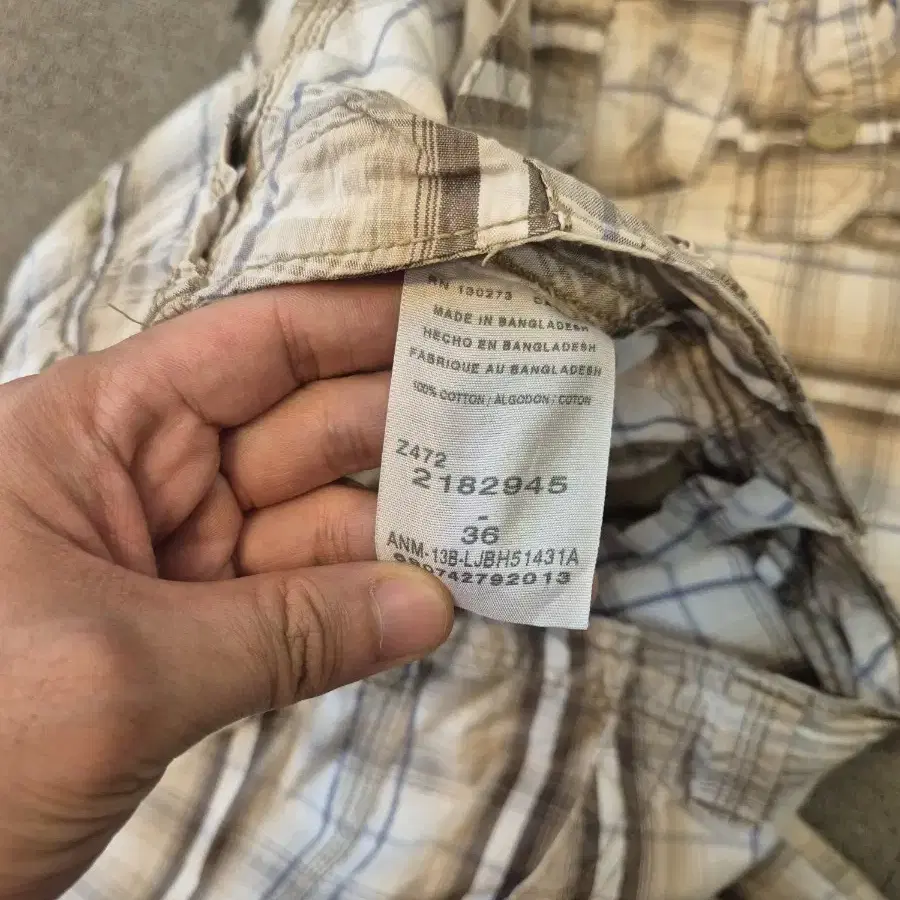 RN 130273
MADE IN BANGLADESH
HECHO EN BANGLADESH
FABRIQUE AU BANGLADESH
100% COTTON / ALGODON / COTON
Z472
2182945
-
36
ANM-13B-LJBH51431A